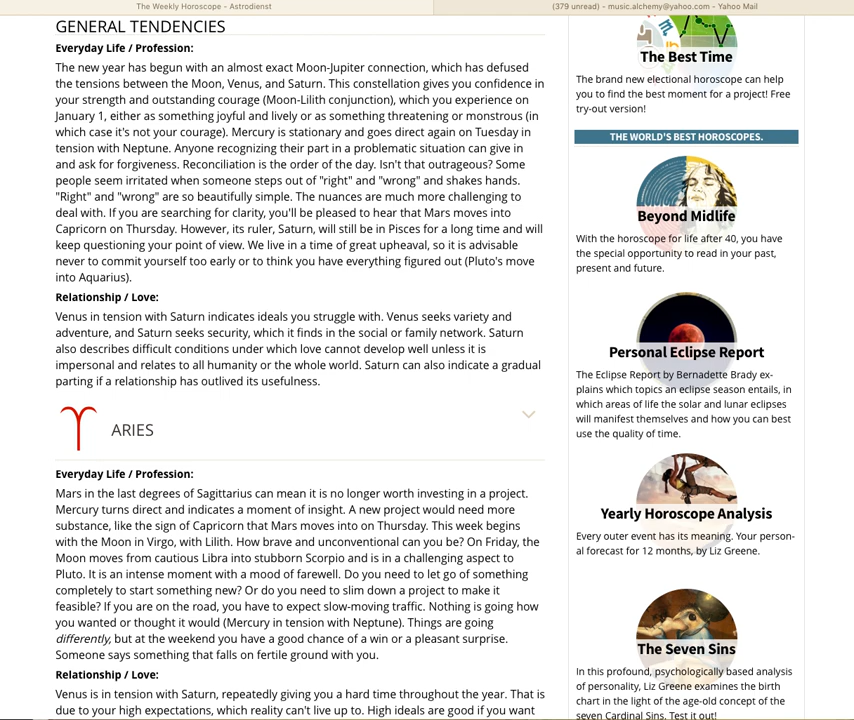 The Weekly Horoscope - Astrodienst
(379 unread) - music.alchemy@yahoo.com - Yahoo Mail
GENERAL TENDENCIES
Everyday Life / Profession:
The new year has begun with an almost exact Moon-Jupiter connection, which has defused
the tensions between the Moon, Venus, and Saturn. This constellation gives you confidence in
your strength and outstanding courage (Moon-Lilith conjunction), which you experience on
January 1, either as something joyful and lively or as something threatening or monstrous (in
which case it's not your courage). Mercury is stationary and goes direct again on Tuesday in
tension with Neptune. Anyone recognizing their part in a problematic situation can give in
and ask for forgiveness. Reconciliation is the order of the day. Isn't that outrageous? Some
people seem irritated when someone steps out of "right" and "wrong" and shakes hands.
"Right" and "wrong" are so beautifully simple. The nuances are much more challenging to
deal with. If you are searching for clarity, you'll be pleased to hear that Mars moves into
Capricorn on Thursday. However, its ruler, Saturn, will still be in Pisces for a long time and will
keep questioning your point of view. We live in a time of great upheaval, so it is advisable
never to commit yourself too early or to think you have everything figured out (Pluto's move
into Aquarius).
Relationship / Love:
Venus in tension with Saturn indicates ideals you struggle with. Venus seeks variety and
adventure, and Saturn seeks security, which it finds in the social or family network. Saturn
also describes difficult conditions under which love cannot develop well unless it is
impersonal and relates to all humanity or the whole world. Saturn can also indicate a gradual
parting if a relationship has outlived its usefulness.
ARIES
Everyday Life / Profession:
Mars in the last degrees of Sagittarius can mean it is no longer worth investing in a project.
Mercury turns direct and indicates a moment of insight. A new project would need more
substance, like the sign of Capricorn that Mars moves into on Thursday. This week begins
with the Moon in Virgo, with Lilith. How brave and unconventional can you be? On Friday, the
Moon moves from cautious Libra into stubborn Scorpio and is in a challenging aspect to
Pluto. It is an intense moment with a mood of farewell. Do you need to let go of something
completely to start something new? Or do you need to slim down a project to make it
feasible? If you are on the road, you have to expect slow-moving traffic. Nothing is going how
you wanted or thought it would (Mercury in tension with Neptune). Things are going
differently, but at the weekend you have a good chance of a win or a pleasant surprise.
Someone says something that falls on fertile ground with you.
Relationship / Love:
Venus is in tension with Saturn, repeatedly giving you a hard time throughout the year. That is
due to your high expectations, which reality can't live up to. High ideals are good if you want
The Best Time
The brand new electional horoscope can help
you to find the best moment for a project! Free
try-out version!
THE WORLD'S BEST HOROSCOPES.
Beyond Midlife
With the horoscope for life after 40, you have
the special opportunity to read in your past,
present and future.
Personal Eclipse Report
The Eclipse Report by Bernadette Brady ex-
plains which topics an eclipse season entails, in
which areas of life the solar and lunar eclipses
will manifest themselves and how you can best
use the quality of time.
Yearly Horoscope Analysis
Every outer event has its meaning. Your person-
al forecast for 12 months, by Liz Greene.
The Seven Sins
In this profound, psychologically based analysis
of personality, Liz Greene examines the birth
chart in the light of the age-old concept of the
seven Cardinal Sins. Test it out!